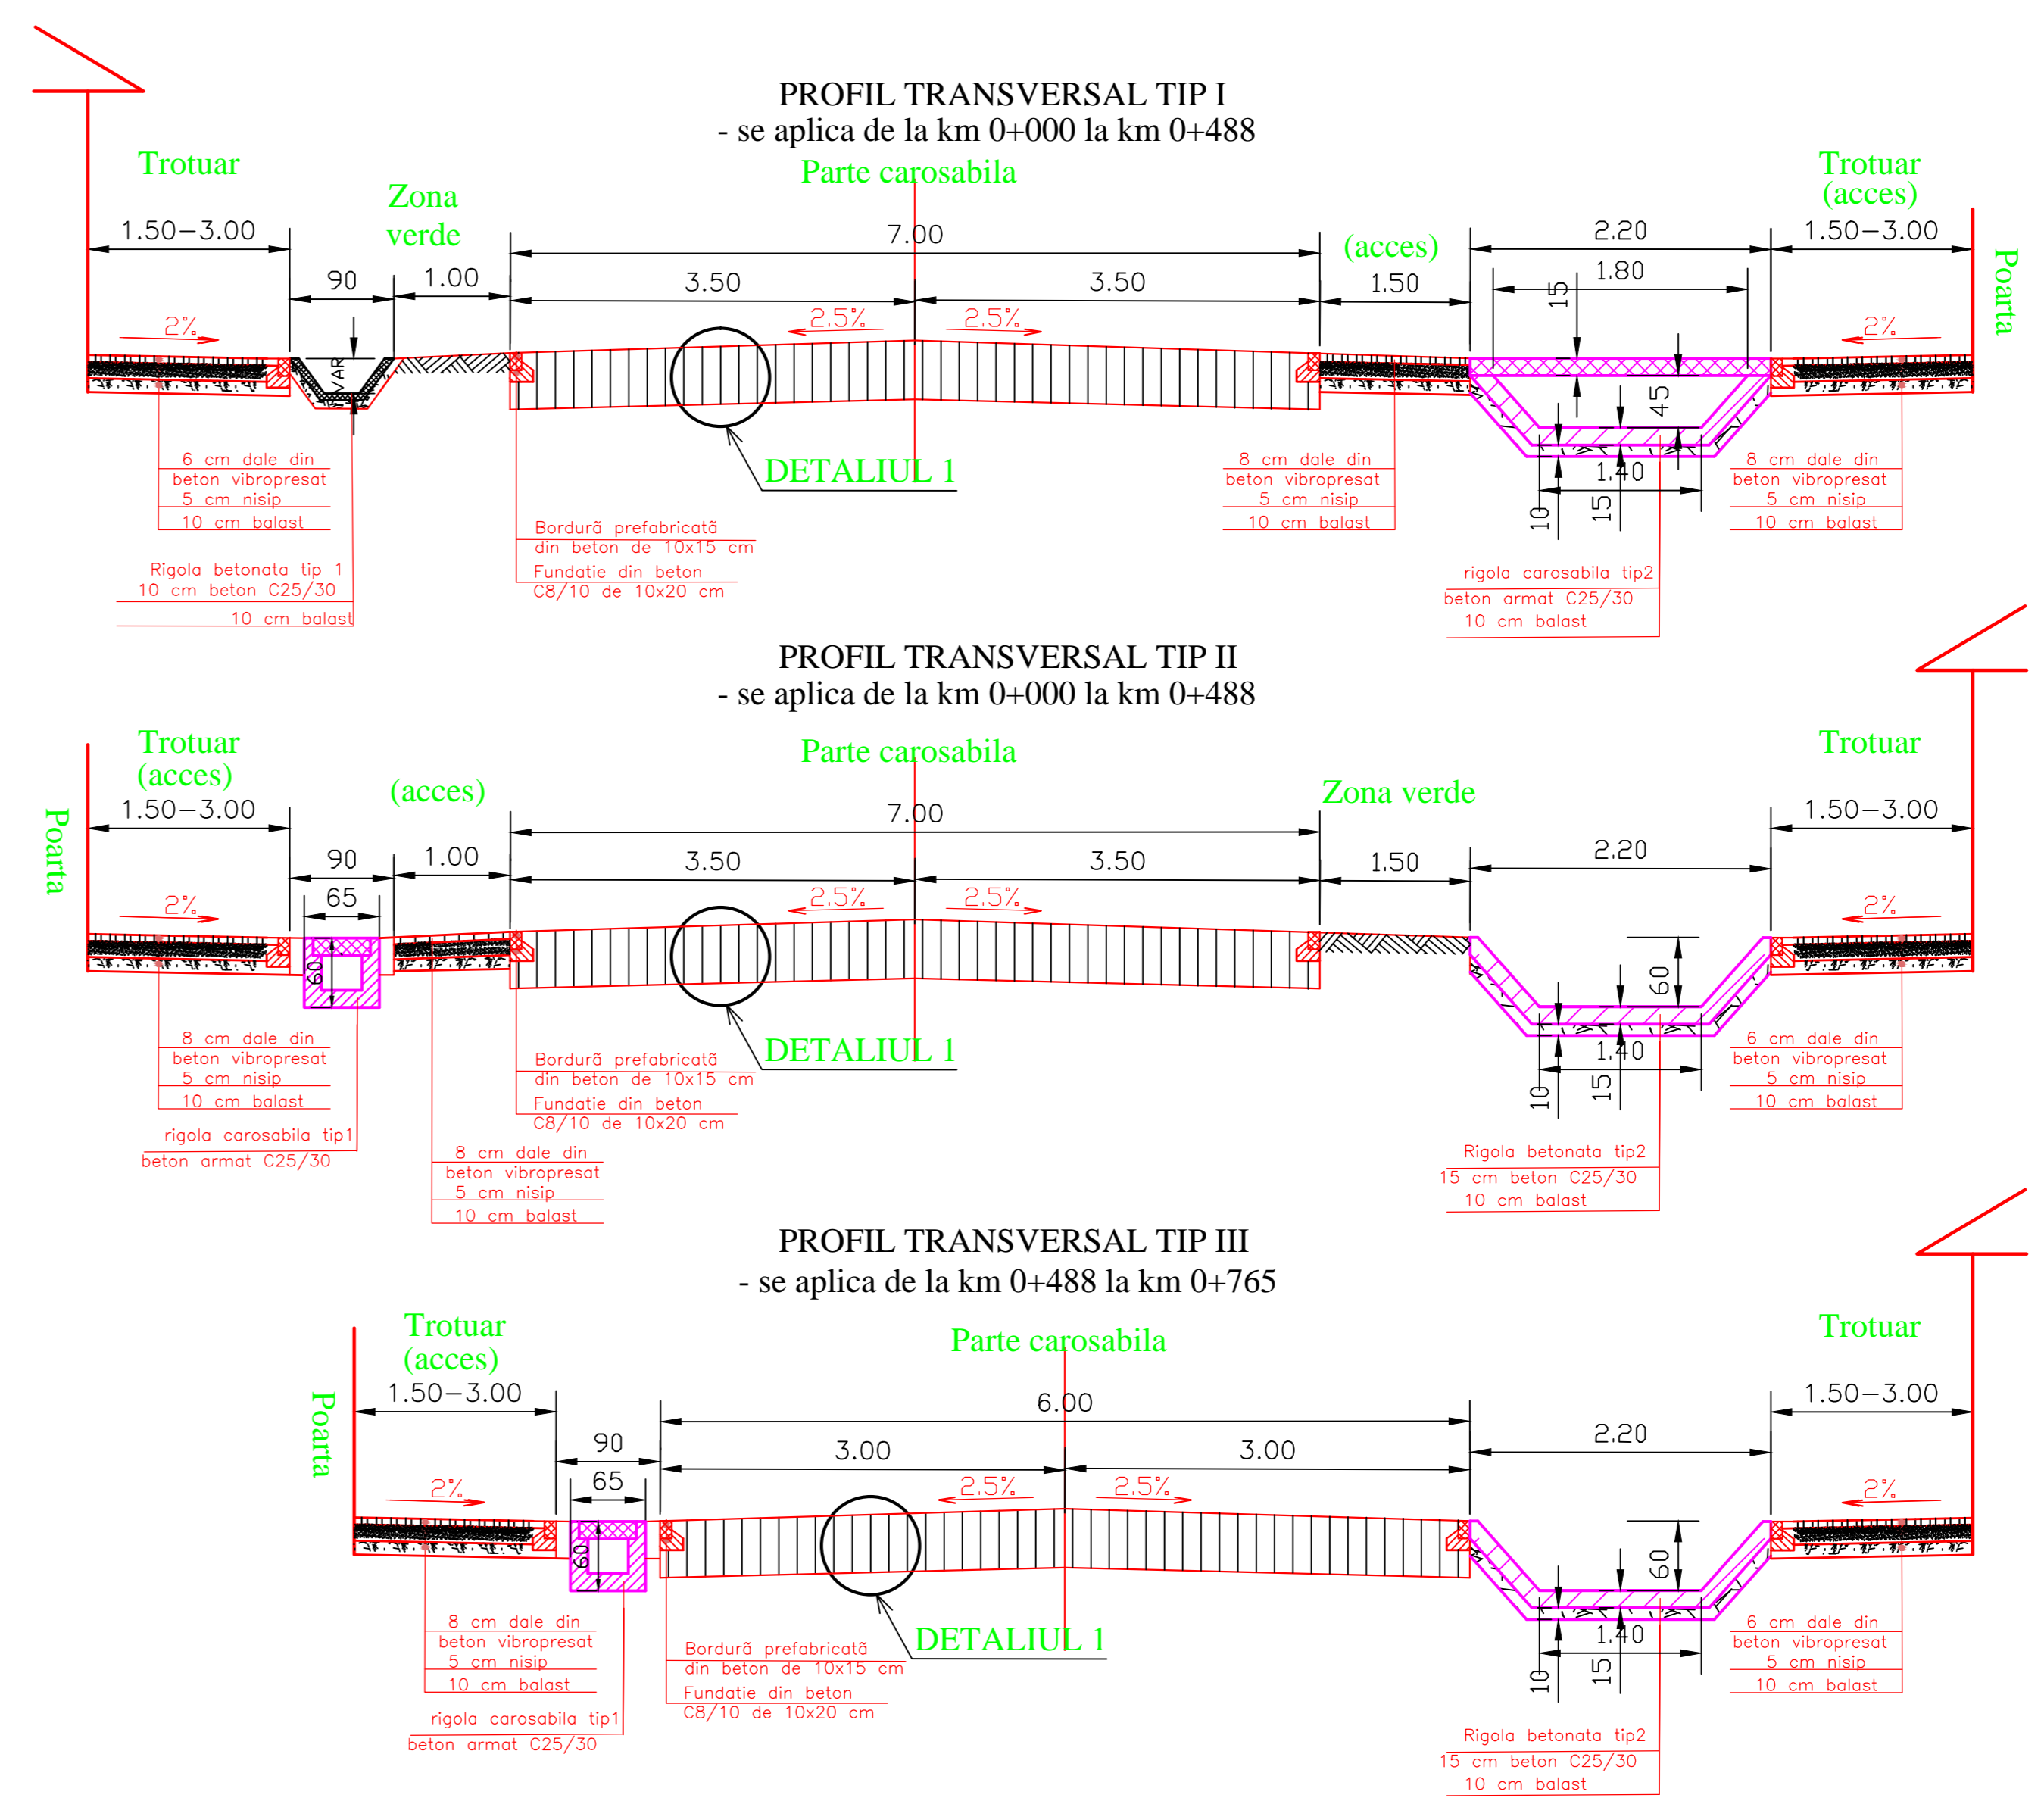 PROFIL TRANSVERSAL TIP I
- se aplica de la km 0+000 la km 0+488
Trotuar
Zona
verde
Parte carosabila
(acces)
Trotuar
(acces)
Poarta
1.50-3.00
90
1.00
7.00
3.50
3.50
1.50
2.20
1.80
1.50-3.00
2%
2.5%
2.5%
2%
VAR
15
45
1.40
10
15
DETALIUL 1
6 cm dale din
beton vibropresat
5 cm nisip
10 cm balast
Rigola betonata tip 1
10 cm beton C25/30
10 cm balast
Bordură prefabricată
din beton de 10x15 cm
Fundatie din beton
C8/10 de 10x20 cm
8 cm dale din
beton vibropresat
5 cm nisip
10 cm balast
rigola carosabila tip2
beton armat C25/30
10 cm balast
8 cm dale din
beton vibropresat
5 cm nisip
10 cm balast
PROFIL TRANSVERSAL TIP II
- se aplica de la km 0+000 la km 0+488
Trotuar
(acces)
Poarta
(acces)
Parte carosabila
Zona verde
Trotuar
1.50-3.00
90
65
1.00
7.00
3.50
3.50
1.50
2.20
1.50-3.00
2%
2.5%
2.5%
2%
60
60
1.40
10
15
DETALIUL 1
8 cm dale din
beton vibropresat
5 cm nisip
10 cm balast
rigola carosabila tip1
beton armat C25/30
8 cm dale din
beton vibropresat
5 cm nisip
10 cm balast
Bordură prefabricată
din beton de 10x15 cm
Fundatie din beton
C8/10 de 10x20 cm
Rigola betonata tip2
15 cm beton C25/30
10 cm balast
6 cm dale din
beton vibropresat
5 cm nisip
10 cm balast
PROFIL TRANSVERSAL TIP III
- se aplica de la km 0+488 la km 0+765
Trotuar
(acces)
Poarta
Parte carosabila
Trotuar
1.50-3.00
90
65
6.00
3.00
3.00
2.20
1.50-3.00
2%
2.5%
2.5%
2%
60
60
1.40
10
15
DETALIUL 1
8 cm dale din
beton vibropresat
5 cm nisip
10 cm balast
rigola carosabila tip1
beton armat C25/30
Bordură prefabricată
din beton de 10x15 cm
Fundatie din beton
C8/10 de 10x20 cm
Rigola betonata tip2
15 cm beton C25/30
10 cm balast
6 cm dale din
beton vibropresat
5 cm nisip
10 cm balast